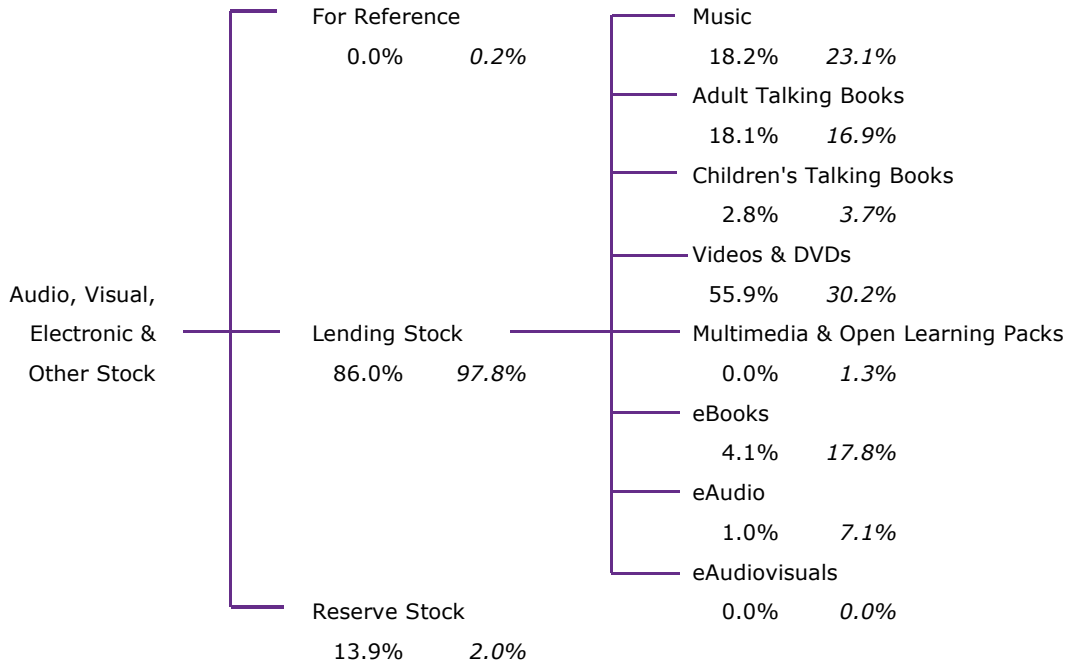 For Reference
0.0% 0.2%
Music
18.2% 23.1%
Adult Talking Books
18.1% 16.9%
Children's Talking Books
2.8% 3.7%
Videos & DVDs
55.9% 30.2%
Audio, Visual,
Electronic &
Other Stock
Lending Stock
86.0% 97.8%
Multimedia & Open Learning Packs
0.0% 1.3%
eBooks
4.1% 17.8%
eAudio
1.0% 7.1%
eAudiovisuals
0.0% 0.0%
Reserve Stock
13.9% 2.0%